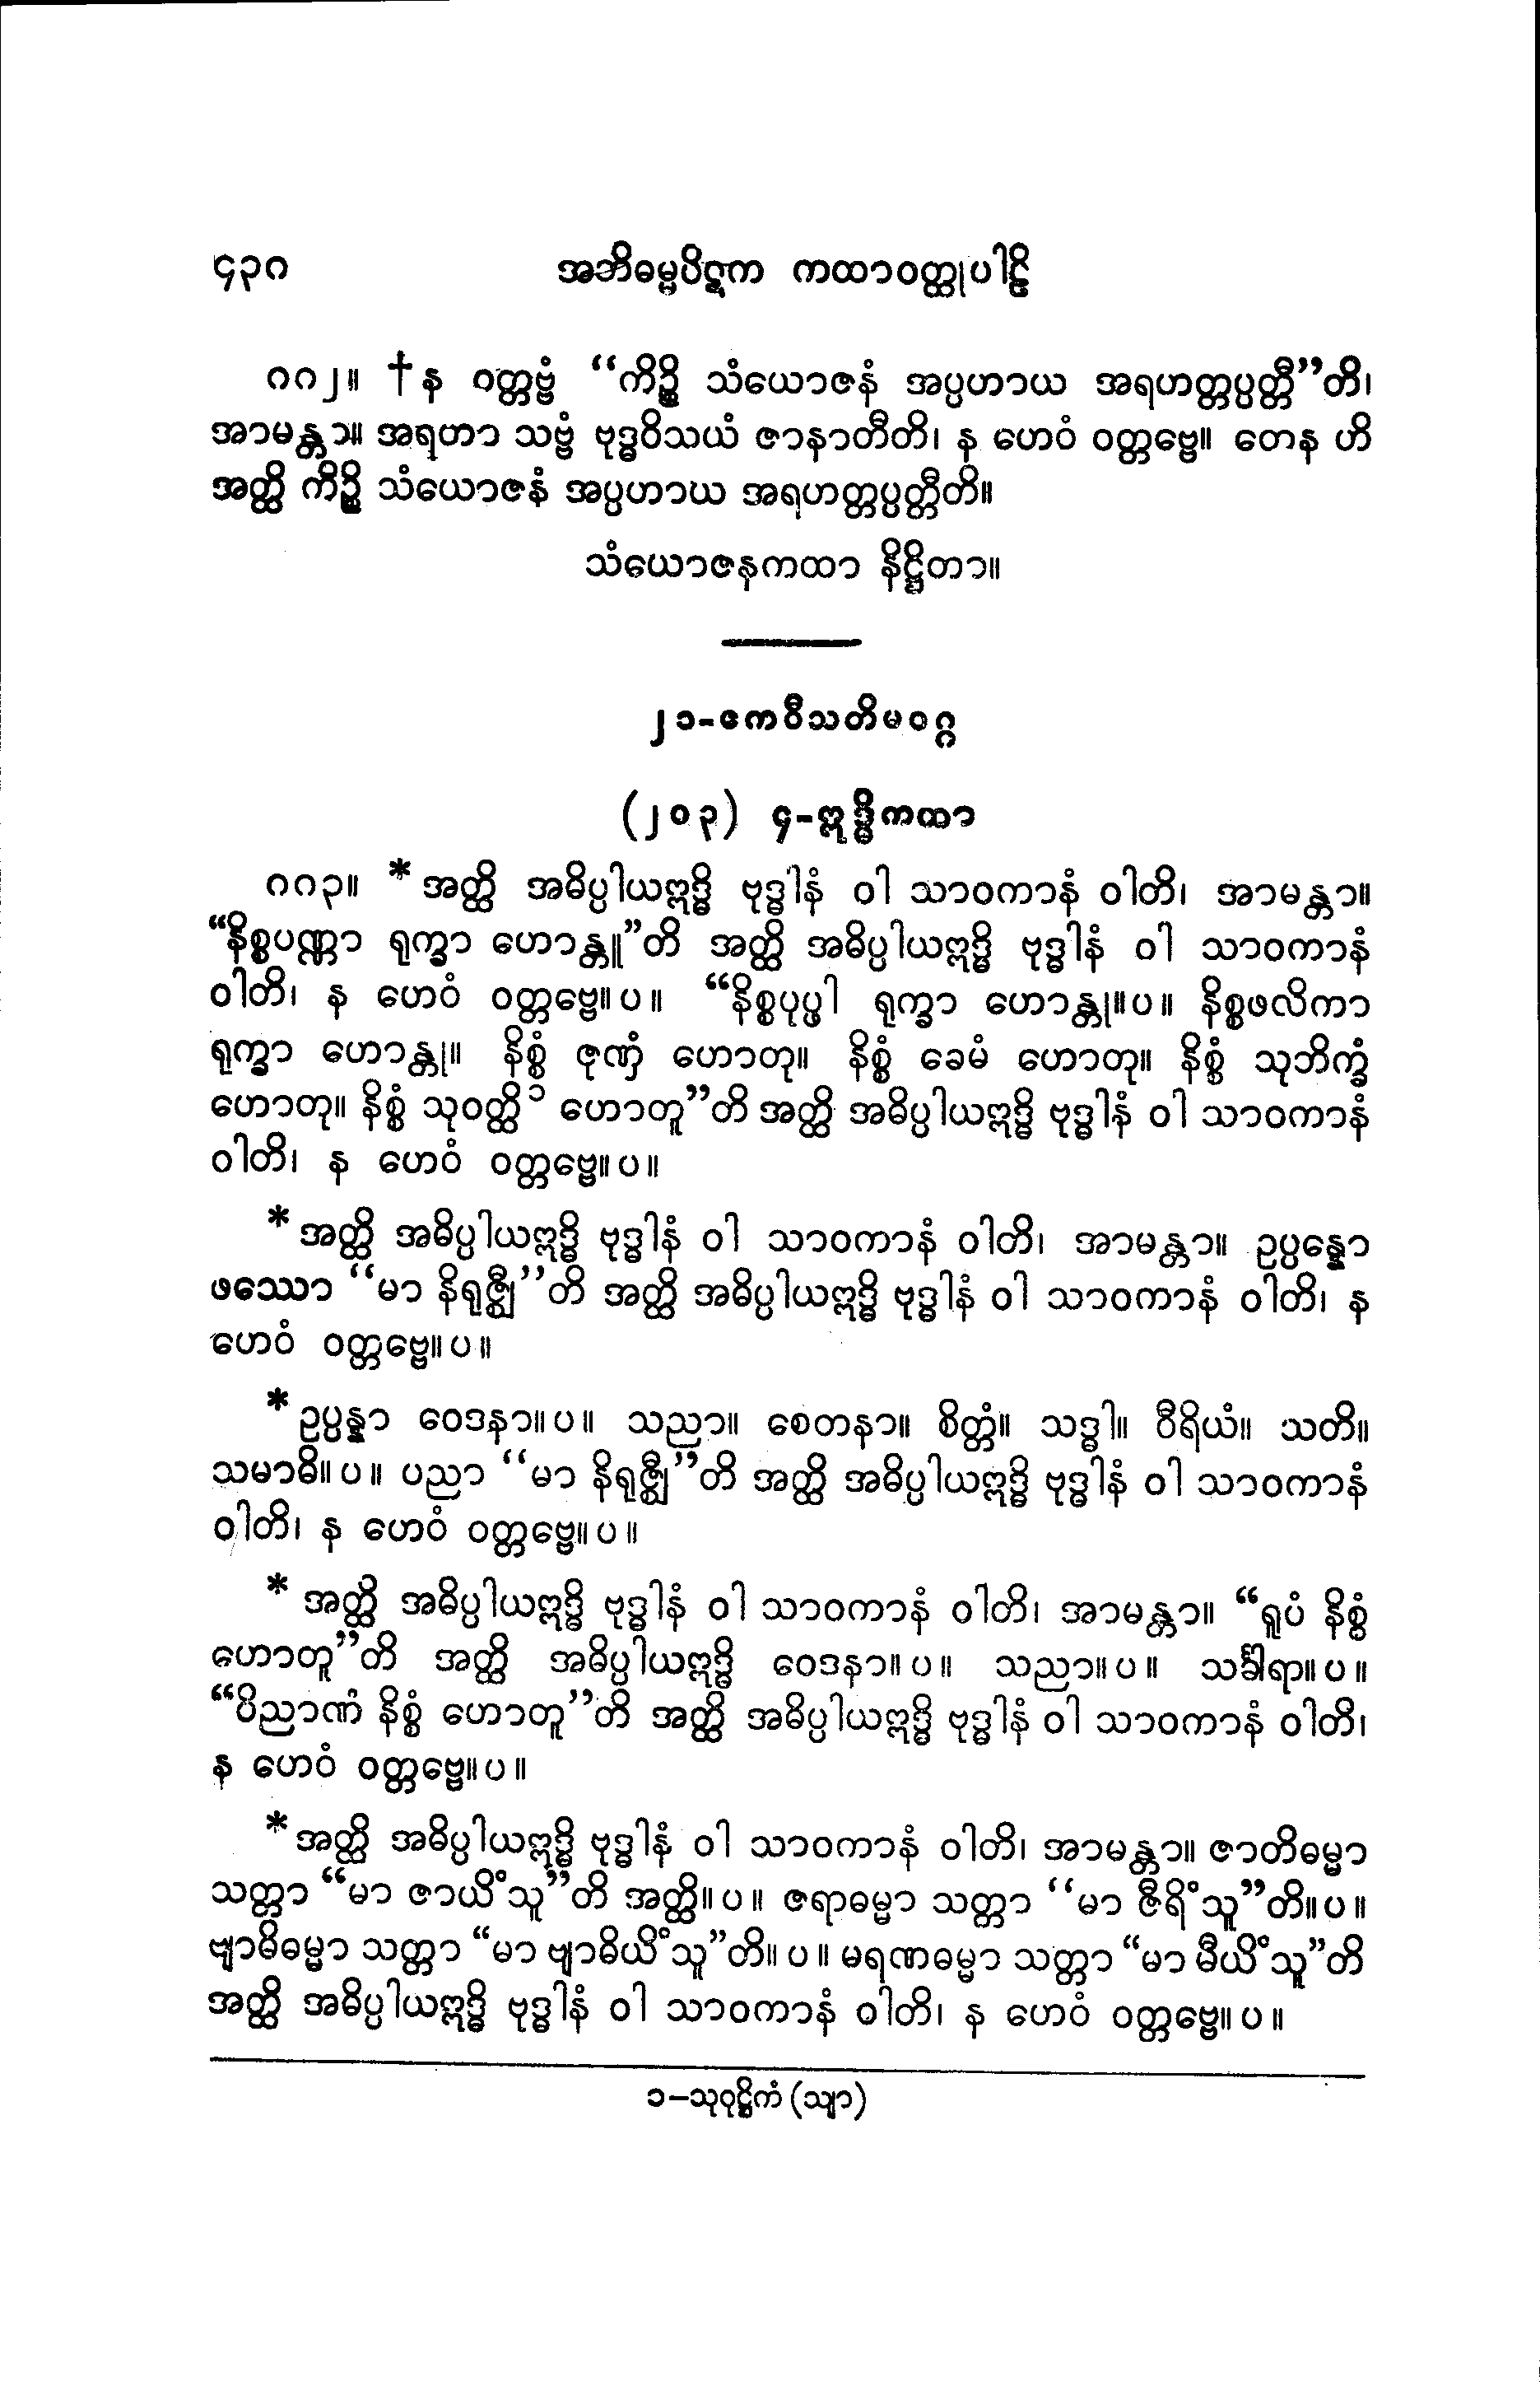 ၄၃၈ အဘိဓမ္မပိဋက ကထာဝတ္ထုပါဠိ
၈၈၂။ †န ဝတ္တဗ္ဗံ “ကိဉ္စိ သံယောဇနံ အပ္ပဟာယ အရဟတ္တပ္ပတ္တီ”တိ၊
အာမန္တာ။ အရဟာ သဗ္ဗံ ဗုဒ္ဓဝိသယံ ဇာနာတီတိ၊ န ဟေဝံ ဝတ္တဗ္ဗေ။ တေန ဟိ
အတ္ထိ ကိဉ္စိ သံယောဇနံ အပ္ပဟာယ အရဟတ္တပ္ပတ္တီတိ။
သံယောဇနကထာ နိဋ္ဌိတာ။
၂၁-ဧကဝီသတိမဝဂ္ဂ
(၂၀၃) ၄-ဣဒ္ဓိကထာ
၈၈၃။ *အတ္ထိ အဓိပ္ပါယဣဒ္ဓိ ဗုဒ္ဓါနံ ဝါ သာဝကာနံ ဝါတိ၊ အာမန္တာ။
“နိစ္စပဏ္ဏာ ရုက္ခာ ဟောန္တူ”တိ အတ္ထိ အဓိပ္ပါယဣဒ္ဓိ ဗုဒ္ဓါနံ ဝါ သာဝကာနံ
ဝါတိ၊ န ဟေဝံ ဝတ္တဗ္ဗေ။ပ။ “နိစ္စပုပ္ဖါ ရုက္ခာ ဟောန္တု။ပ။ နိစ္စဖလိကာ
ရုက္ခာ ဟောန္တု။ နိစ္စံ ဇုဏှံ ဟောတု။ နိစ္စံ ခေမံ ဟောတု။ နိစ္စံ သုဘိက္ခံ
ဟောတု။ နိစ္စံ သုဝတ္ထိ၁ ဟောတူ”တိ အတ္ထိ အဓိပ္ပါယဣဒ္ဓိ ဗုဒ္ဓါနံ ဝါ သာဝကာနံ
ဝါတိ၊ န ဟေဝံ ဝတ္တဗ္ဗေ။ပ။
*အတ္ထိ အဓိပ္ပါယဣဒ္ဓိ ဗုဒ္ဓါနံ ဝါ သာဝကာနံ ဝါတိ၊ အာမန္တာ။ ဥပ္ပန္နော
ဖဿော “မာ နိရုဇ္ဈီ”တိ အတ္ထိ အဓိပ္ပါယဣဒ္ဓိ ဗုဒ္ဓါနံ ဝါ သာဝကာနံ ဝါတိ၊ န
ဟေဝံ ဝတ္တဗ္ဗေ။ပ။
*ဥပ္ပန္နာ ဝေဒနာ။ပ။ သညာ။ စေတနာ။ စိတ္တံ။ သဒ္ဓါ။ ဝီရိယံ။ သတိ။
သမာဓိ။ပ။ ပညာ “မာ နိရုဇ္ဈီ”တိ အတ္ထိ အဓိပ္ပါယဣဒ္ဓိ ဗုဒ္ဓါနံ ဝါ သာဝကာနံ
ဝါတိ၊ န ဟေဝံ ဝတ္တဗ္ဗေ။ပ။
* အတ္ထိ အဓိပ္ပါယဣဒ္ဓိ ဗုဒ္ဓါနံ ဝါ သာဝကာနံ ဝါတိ၊ အာမန္တာ။ “ရူပံ နိစ္စံ
ဟောတူ”တိ အတ္ထိ အဓိပ္ပါယဣဒ္ဓိ ဝေဒနာ။ပ။ သညာ။ပ။ သင်္ခါရာ။ပ။
“ဝိညာဏံ နိစ္စံ ဟောတူ”တိ အတ္ထိ အဓိပ္ပါယဣဒ္ဓိ ဗုဒ္ဓါနံ ဝါ သာဝကာနံ ဝါတိ၊
န ဟေဝံ ဝတ္တဗ္ဗေ။ပ။
*အတ္ထိ အဓိပ္ပါယဣဒ္ဓိ ဗုဒ္ဓါနံ ဝါ သာဝကာနံ ဝါတိ၊ အာမန္တာ။ ဇာတိဓမ္မာ
သတ္တာ “မာ ဇာယိံသူ”တိ အတ္ထိ။ပ။ ဇရာဓမ္မာ သတ္တာ “မာ ဇီရိံသူ”တိ။ပ။
ဗျာဓိဓမ္မာ သတ္တာ “မာ ဗျာဓိယိံသူ”တိ။ပ။ မရဏဓမ္မာ သတ္တာ “မာ မီယိံသူ”တိ
အတ္ထိ အဓိပ္ပါယဣဒ္ဓိ ဗုဒ္ဓါနံ ဝါ သာဝကာနံ ဝါတိ၊ န ဟေဝံ ဝတ္တဗ္ဗေ။ပ။
၁–သုဝုဋ္ဌိကံ (သျာ)